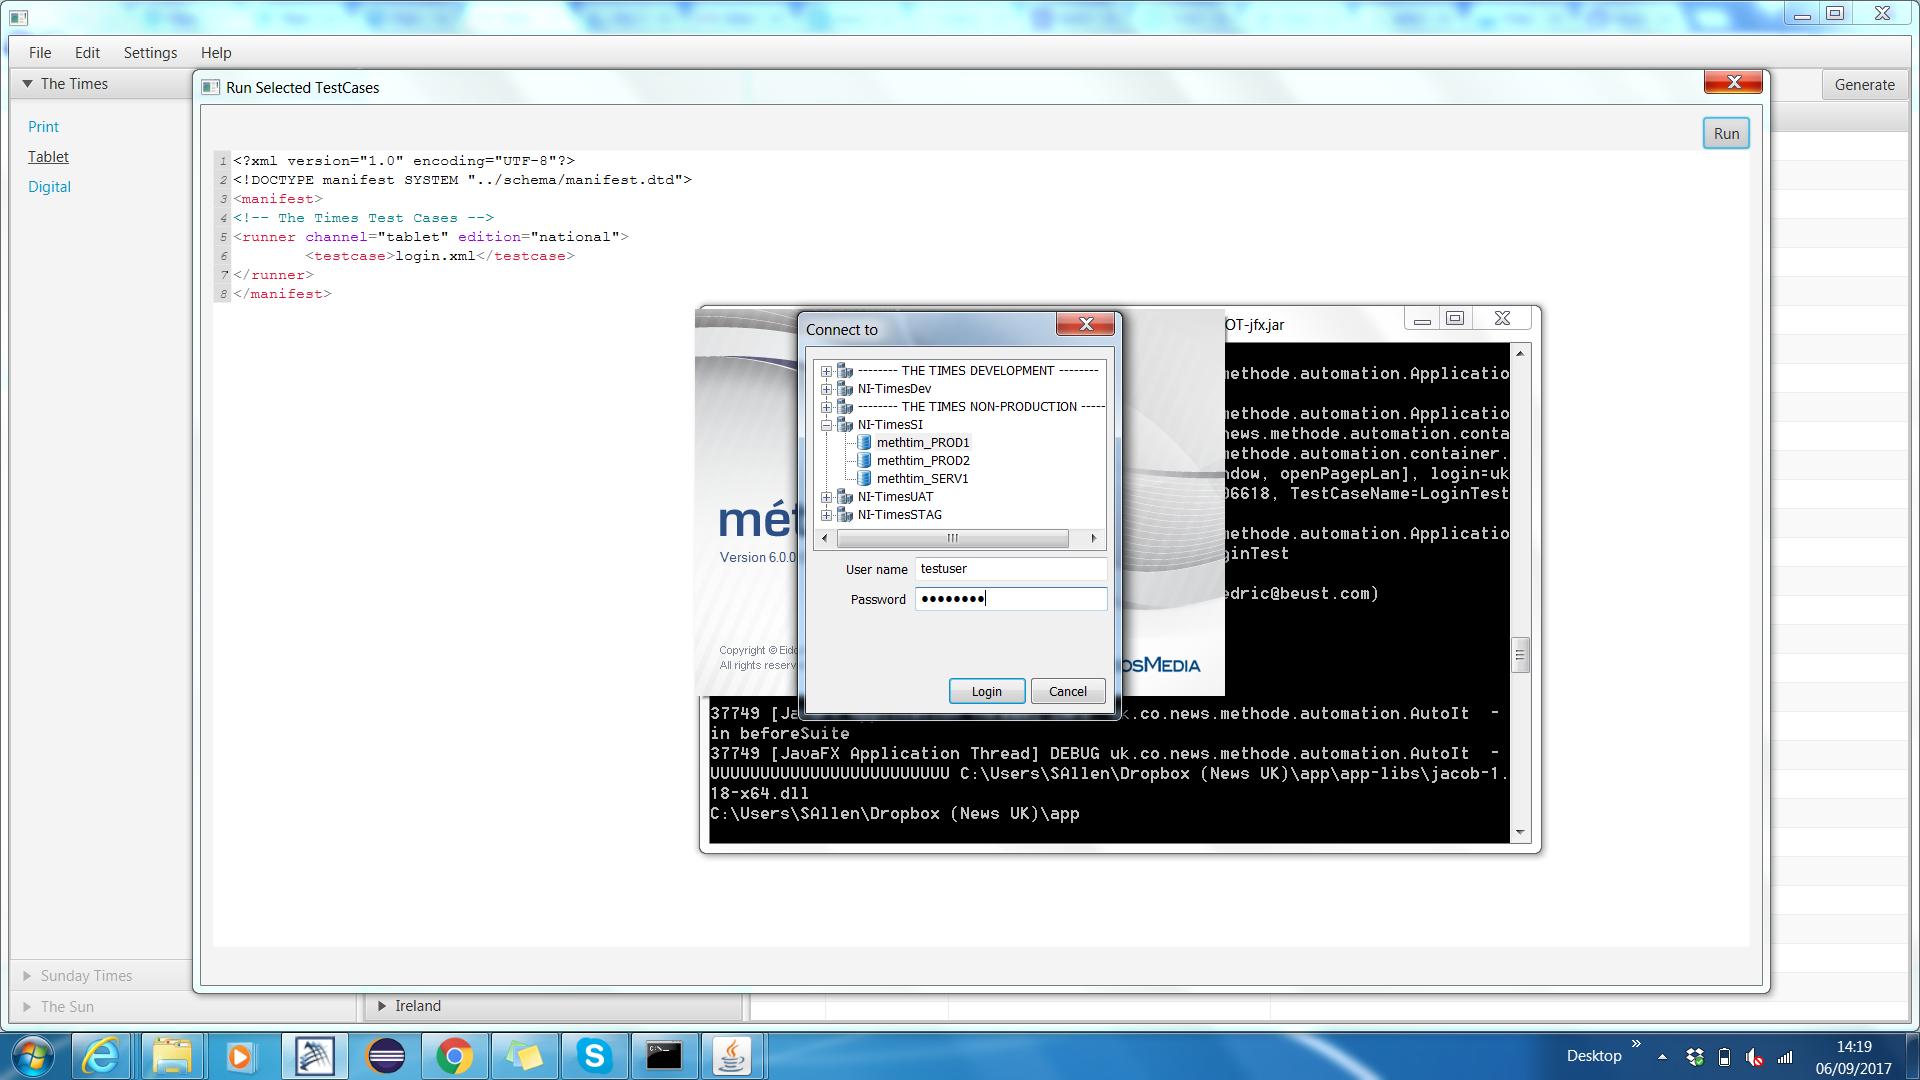 File Edit Settings Help
The Times
Generate
Print
Tablet
Digital
Run Selected TestCases
Run
1 <?xml version="1.0" encoding="UTF-8"?>
2 <!DOCTYPE manifest SYSTEM "../schema/manifest.dtd">
3 <manifest>
4 <!-- The Times Test Cases -->
5 <runner channel="tablet" edition="national">
6 <testcase>login.xml</testcase>
7 </runner>
8 </manifest>
OT-jfx.jar
Connect to
-------- THE TIMES DEVELOPMENT --------
NI-TimesDev
-------- THE TIMES NON-PRODUCTION -----
NI-TimesSI
methtim_PROD1
methtim_PROD2
methtim_SERV1
NI-TimesUAT
NI-TimesSTAG
User name testuser
Password ••••••••
Login Cancel
mét
Version 6.0.0
Copyright © Eido
All rights reserv
osMEDIA
methode.automation.Applicatio
methode.automation.Applicatio
news.methode.automation.conta
methode.automation.container.
ndow, openPagepLan], login=uk
06618, TestCaseName=LoginTest
methode.automation.Applicatio
ginTest
edric@beust.com)
37749 [Ja
k.co.news.methode.automation.AutoIt -
in beforeSuite
37749 [JavaFX Application Thread] DEBUG uk.co.news.methode.automation.AutoIt -
UUUUUUUUUUUUUUUUUUUUUUUU C:\Users\SAllen\Dropbox (News UK)\app\app-libs\jacob-1.
18-x64.dll
C:\Users\SAllen\Dropbox (News UK)\app
Sunday Times
The Sun
Ireland
Desktop
14:19
06/09/2017